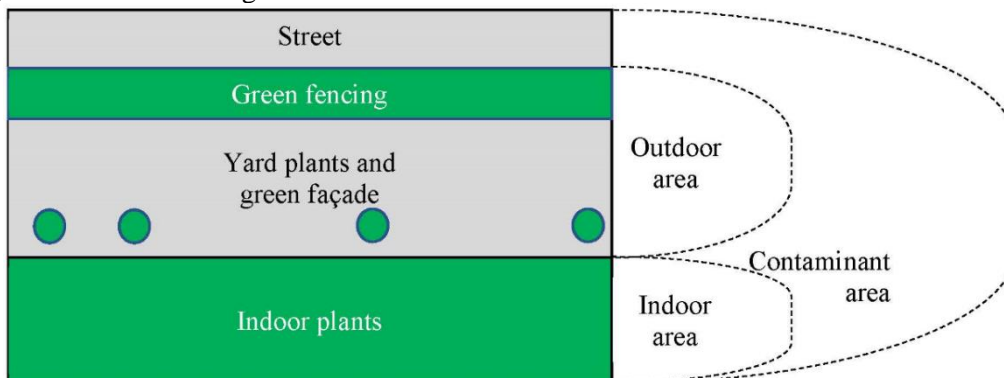 Street
Green fencing
Yard plants and
green façade
Indoor plants
Outdoor
area
Contaminant
area
Indoor
area